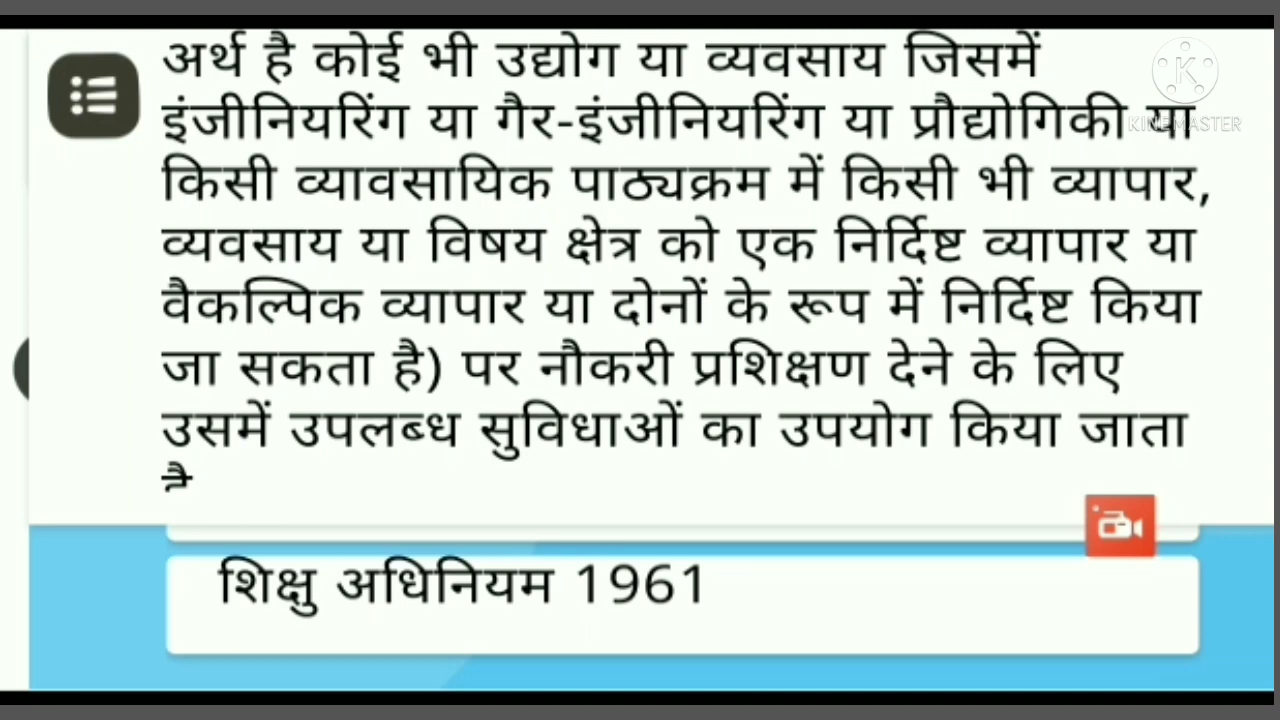 अर्थ है कोई भी उद्योग या व्यवसाय जिसमें
इंजीनियरिंग या गैर-इंजीनियरिंग या प्रौद्योगिकी या
किसी व्यावसायिक पाठ्यक्रम में किसी भी व्यापार,
व्यवसाय या विषय क्षेत्र को एक निर्दिष्ट व्यापार या
वैकल्पिक व्यापार या दोनों के रूप में निर्दिष्ट किया
जा सकता है) पर नौकरी प्रशिक्षण देने के लिए
उसमें उपलब्ध सुविधाओं का उपयोग किया जाता
है
शिक्षु अधिनियम 1961
K
KINEMASTER